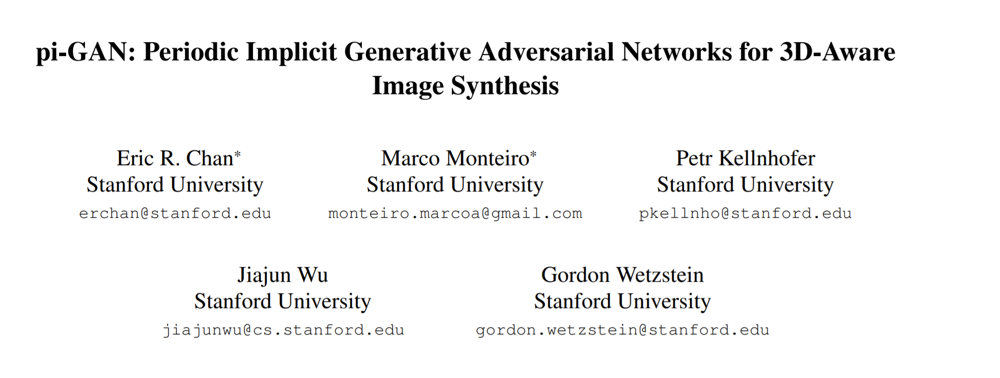 pi-GAN: Periodic Implicit Generative Adversarial Networks for 3D-Aware
Image Synthesis
Eric R. Chan*
Stanford University
erchan@stanford.edu
Marco Monteiro*
Stanford University
monteiro.marcoa@gmail.com
Petr Kellnhofer
Stanford University
pkellnho@stanford.edu
Jiajun Wu
Stanford University
jiajunwu@cs.stanford.edu
Gordon Wetzstein
Stanford University
gordon.wetzstein@stanford.edu